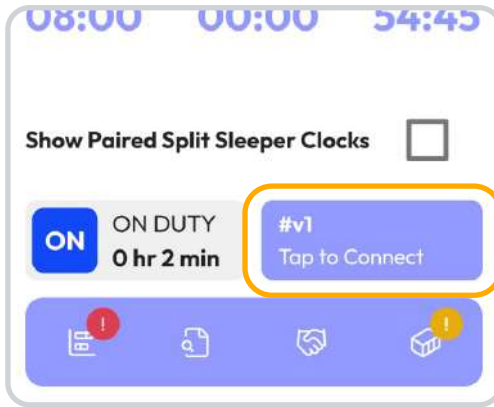 08:00 00:00 54:45
Show Paired Split Sleeper Clocks
ON
ON DUTY
0 hr 2 min
#v1
Tap to Connect
!
!